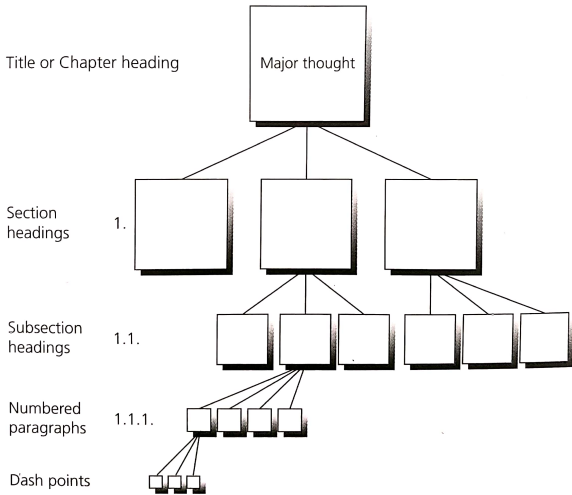 Title or Chapter heading
Major thought
Section
headings
1.
Subsection
headings
1.1.
Numbered
paragraphs
1.1.1.
Dash points